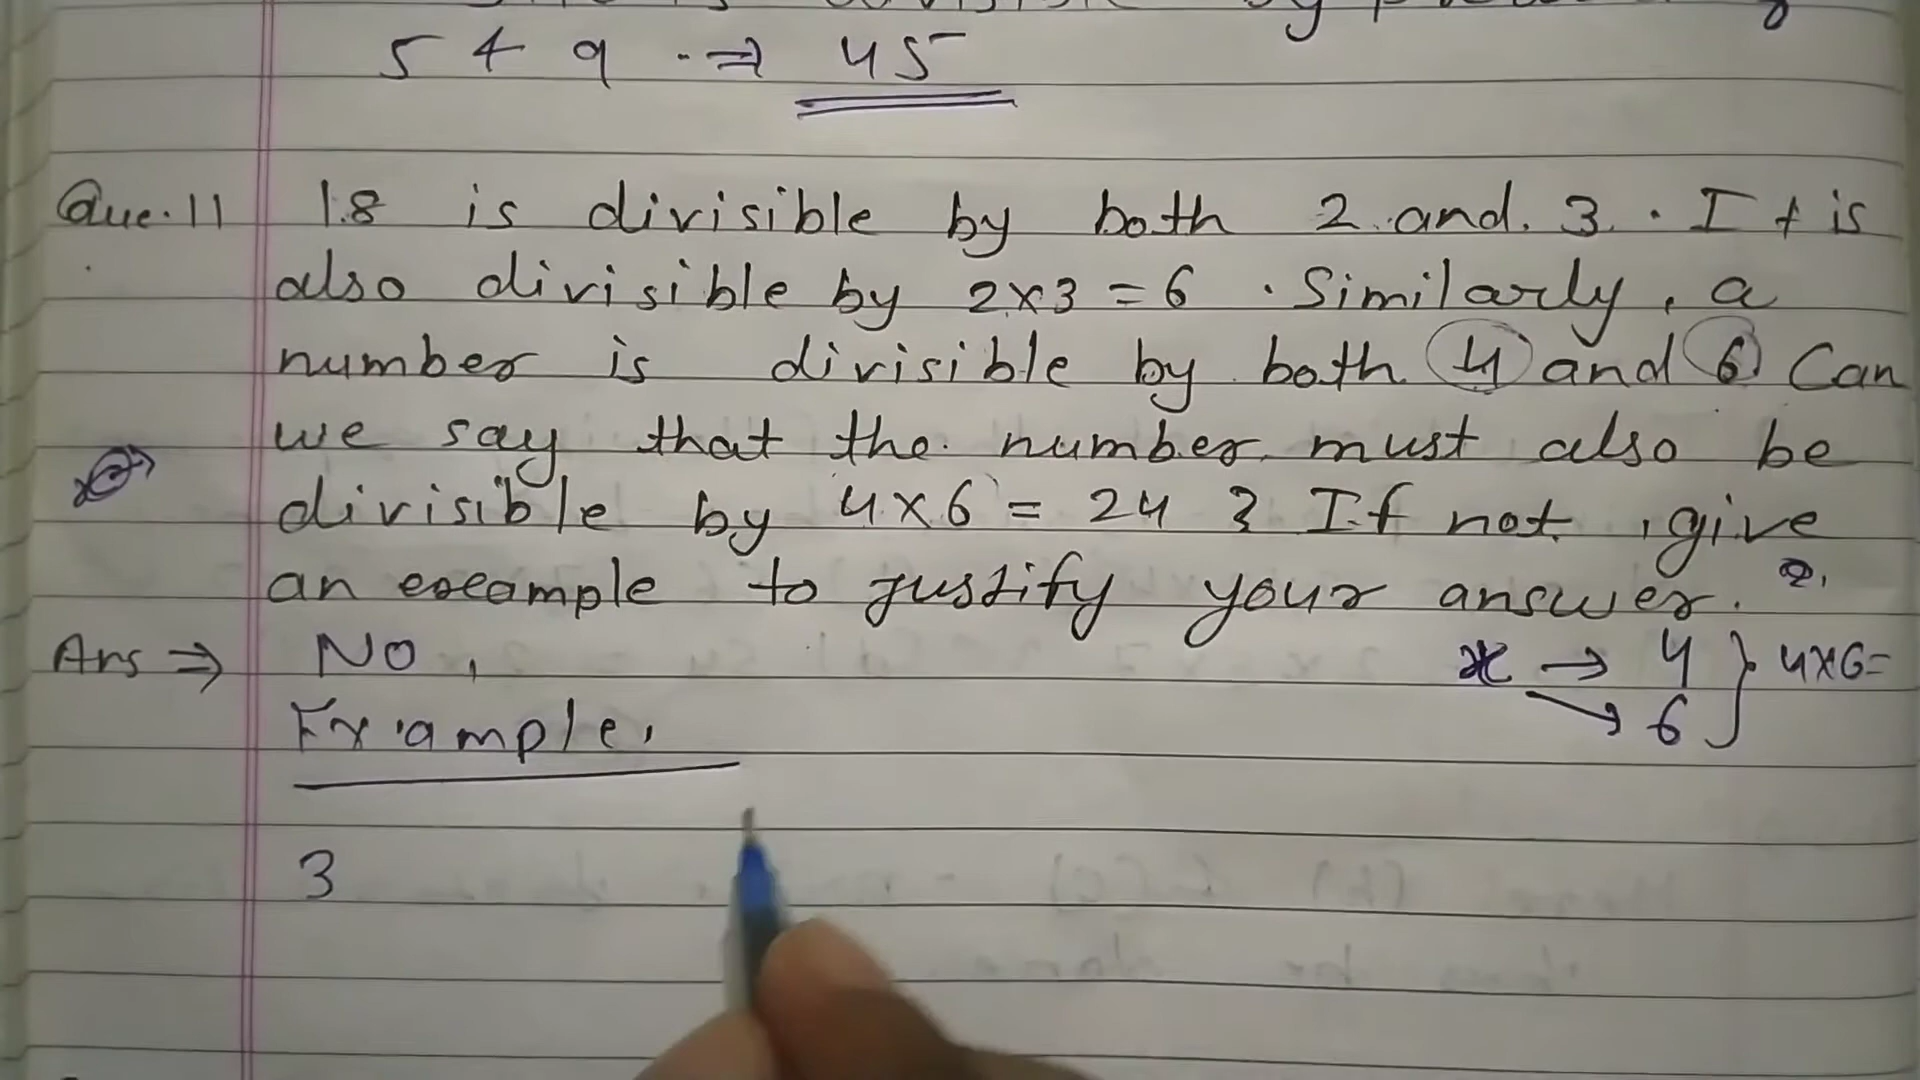 5 & 9 ⇒ 45
Que. 11 18 is divisible by both 2 and 3. It is
also divisible by 2×3 = 6. Similarly, a
number is divisible by both 4 and 6 Can
we say that the number must also be
divisible by 4×6 = 24 ? If not, give
an example to justify your answer.
Ans ⇒ No,
x → 4 } 4×6=
→ 6
Example.
3